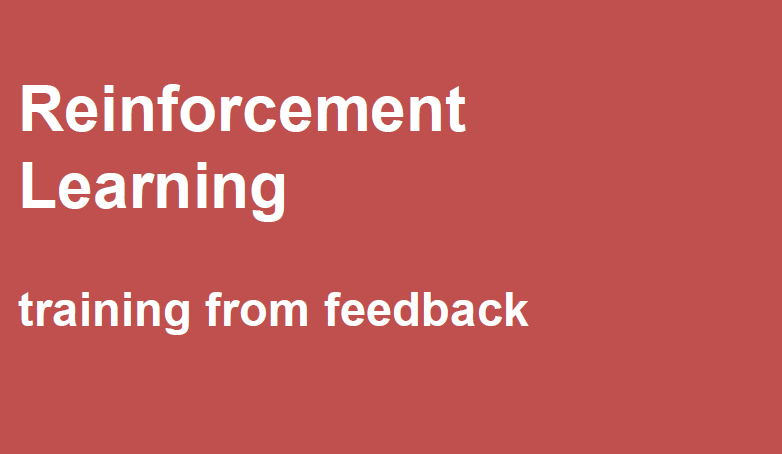 Reinforcement
Learning
training from feedback